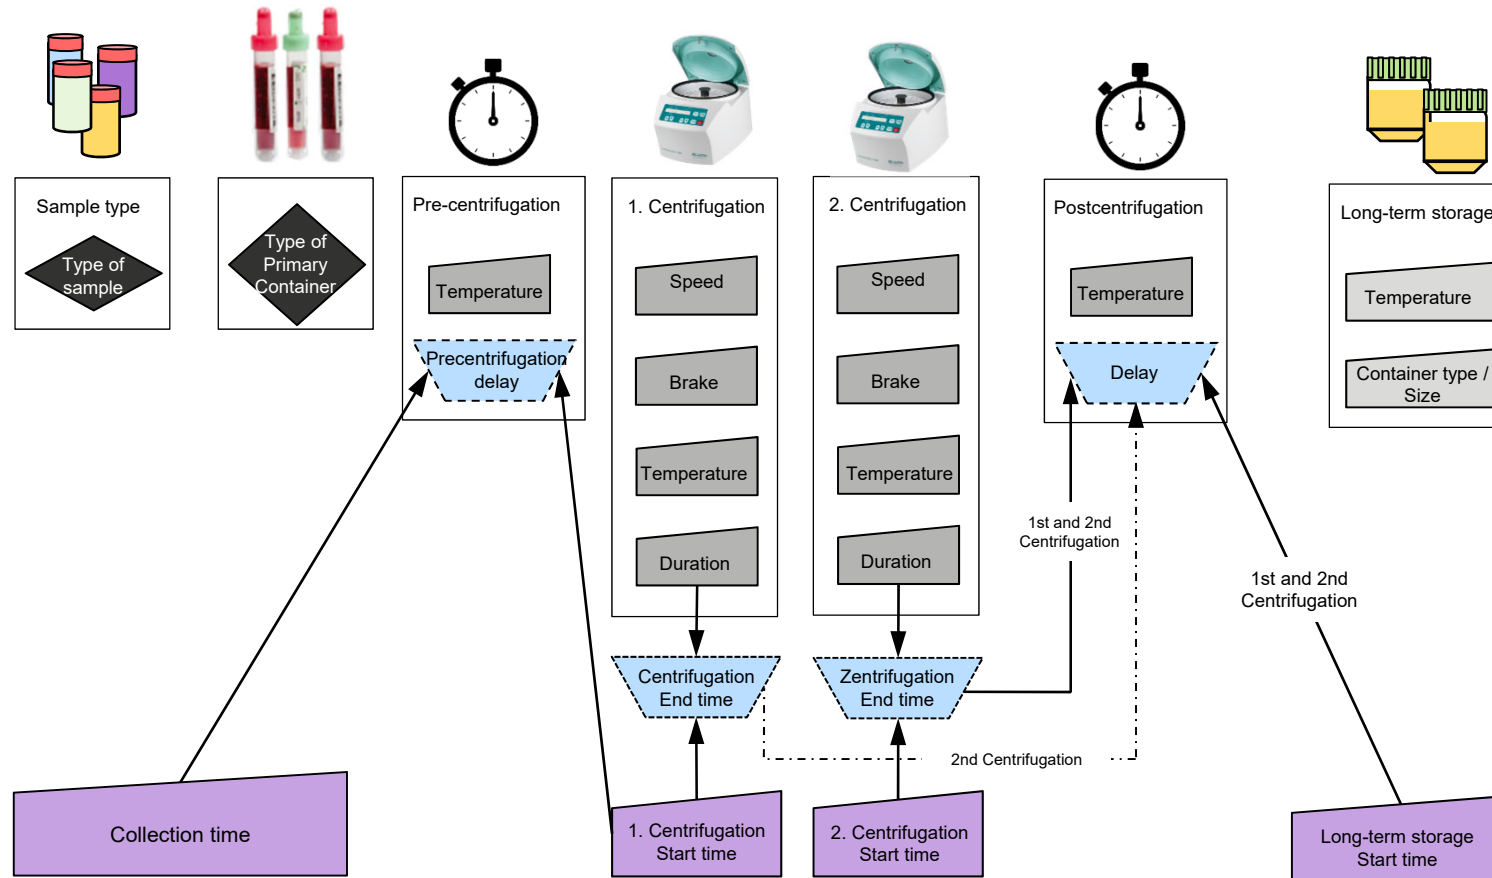 Sample type
Type of
sample
Type of
Primary
Container
Pre-centrifugation
Temperature
Precentrifugation
delay
1. Centrifugation
Speed
Brake
Temperature
Duration
2. Centrifugation
Speed
Brake
Temperature
Duration
Postcentrifugation
Temperature
Delay
Long-term storage
Temperature
Container type /
Size
1st and 2nd
Centrifugation
1st and 2nd
Centrifugation
Centrifugation
End time
Zentrifugation
End time
2nd Centrifugation
Collection time
1. Centrifugation
Start time
2. Centrifugation
Start time
Long-term storage
Start time